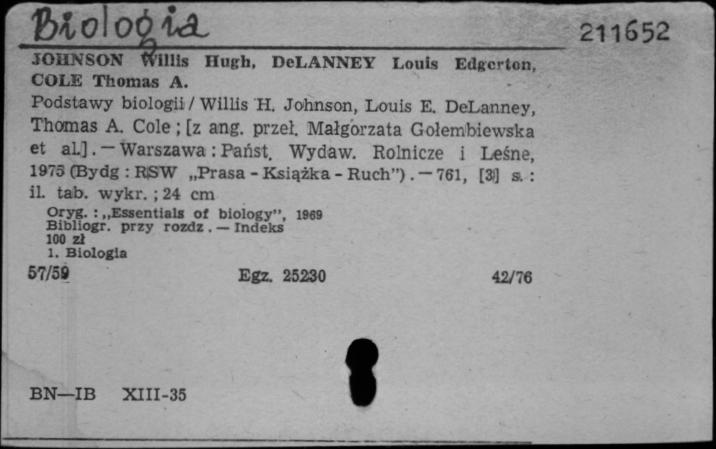 Biologia
211652
JOHNSON Willis Hugh, DeLANNEY Louis Edgerton,
COLE Thomas A.
Podstawy biologii / Willis H. Johnson, Louis E. DeLanney,
Thomas A. Cole ; [z ang. przeł. Małgorzata Gołembiewska
et al.] . — Warszawa : Państ. Wydaw. Rolnicze i Leśne,
1975 (Bydg : RSW „Prasa - Książka - Ruch”) . — 761, [3] s. :
il. tab. wykr. ; 24 cm
Oryg. : „Essentials of biology”, 1969
Bibliogr. przy rozdz . — Indeks
100 zł
1. Biologia
57/59 Egz. 25230 42/76
BN—IB XIII-35